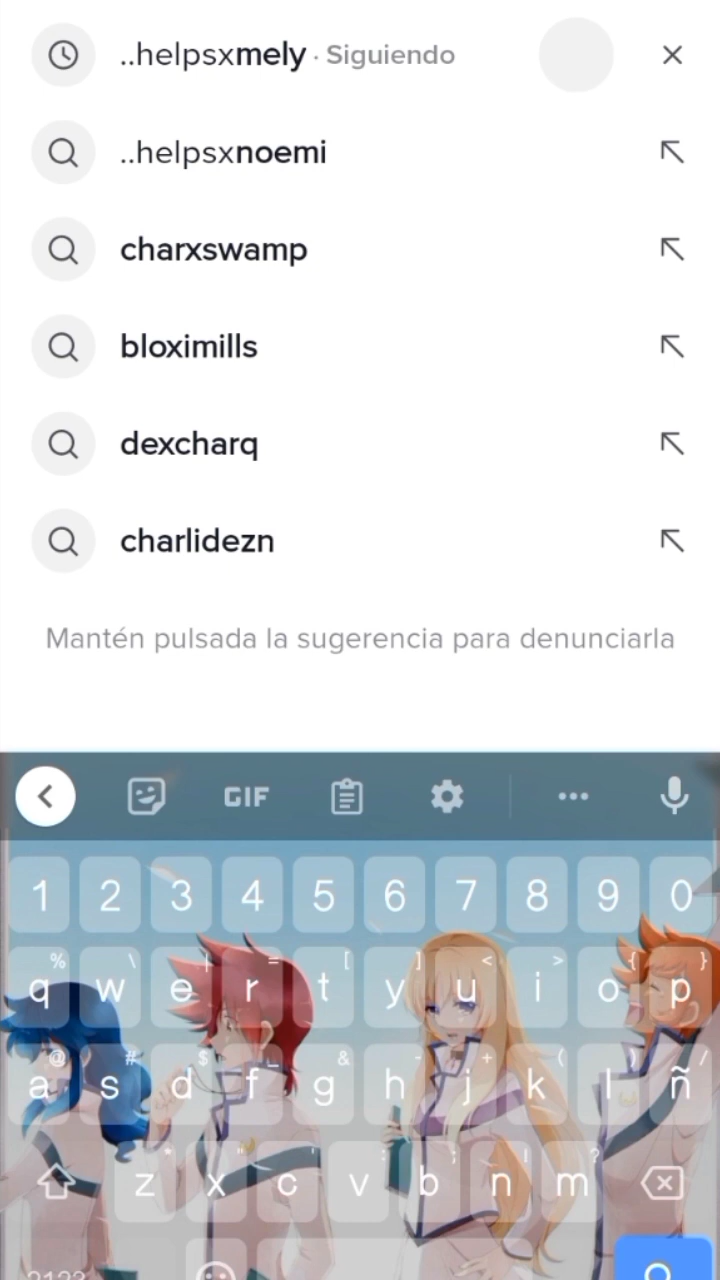 ..helpsxmely · Siguiendo
..helpsxnoemi
charxswamp
bloximills
dexcharq
charlidezn
Mantén pulsada la sugerencia para denunciarla
GIF
1 2 3 4 5 6 7 8 9 0
% \ | = [ ] < > { }
q w e r t y u i o p
@ # $ _ & - + ( ) /
a s d f g h j k l ñ
* " ' : ; ! ?
z x c v b n m
?123